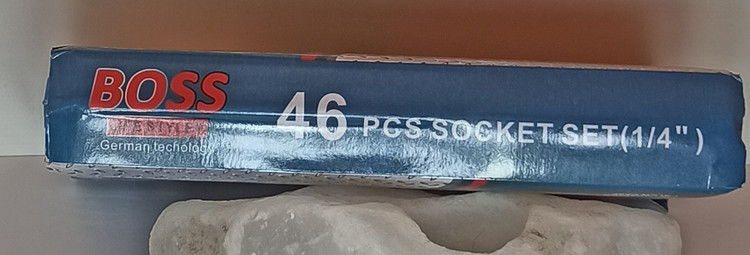 BOSS
German techology
46 PCS SOCKET SET(1/4")